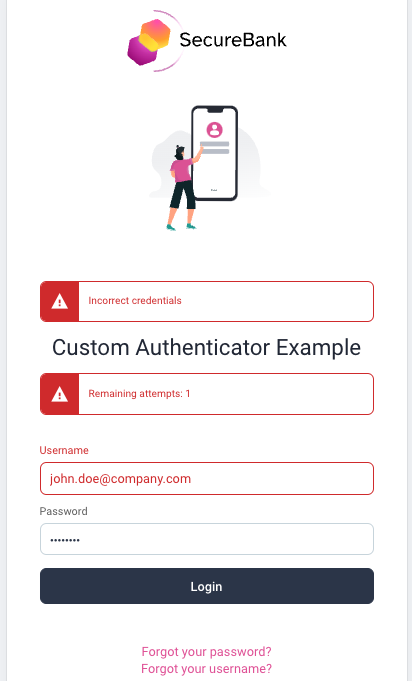 SecureBank
Incorrect credentials
Custom Authenticator Example
Remaining attempts: 1
Username
john.doe@company.com
Password
••••••••
Login
Forgot your password?
Forgot your username?